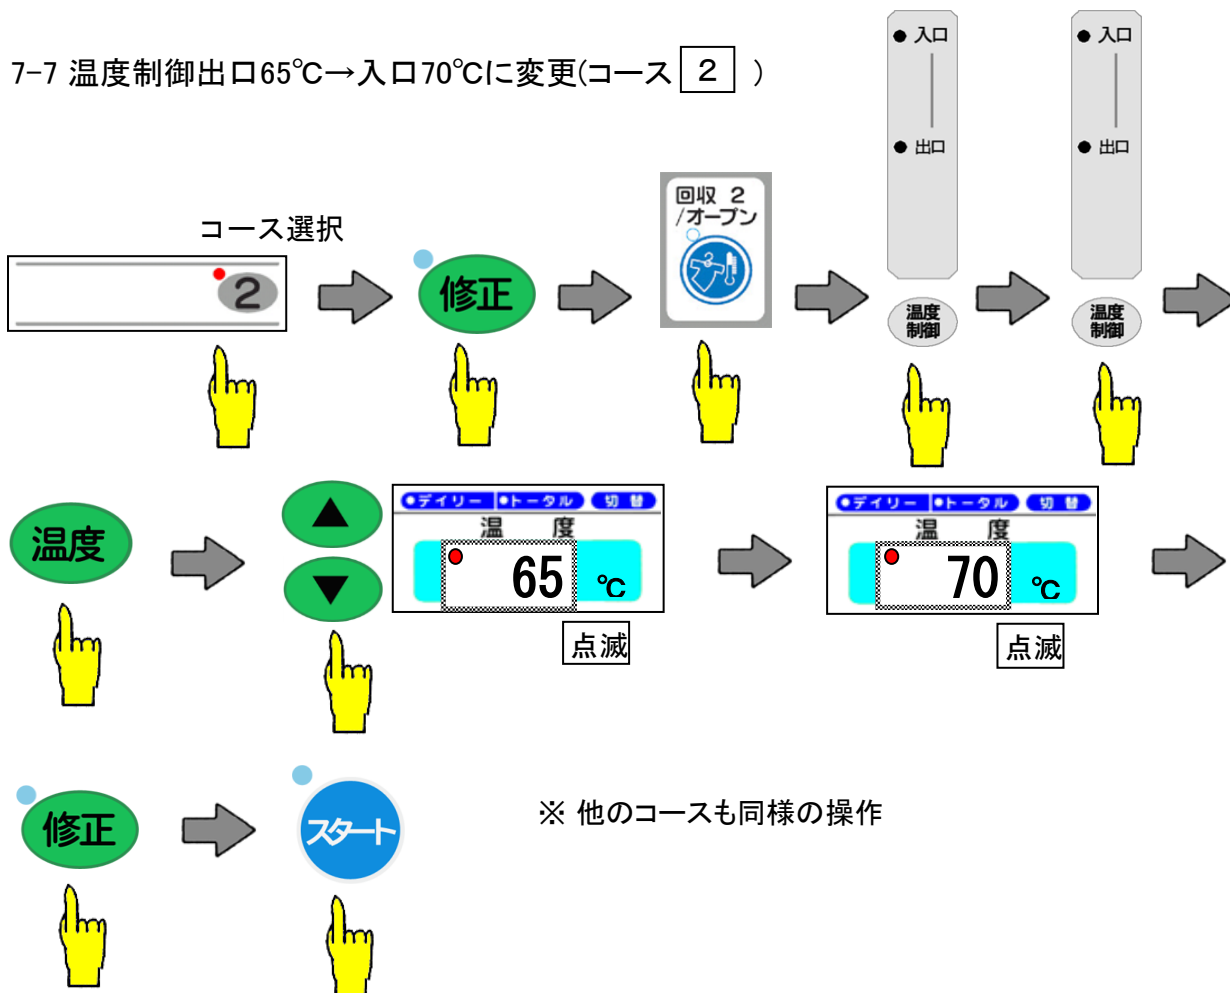 7-7 温度制御出口65℃→入口70℃に変更(コース 2 )
コース選択
2
修正
回収 2
/オープン
入口
出口
温度
制御
入口
出口
温度
制御
温度
▲
▼
デイリー トータル 切替
温 度
65 ℃
点滅
デイリー トータル 切替
温 度
70 ℃
点滅
修正
スタート
※ 他のコースも同様の操作